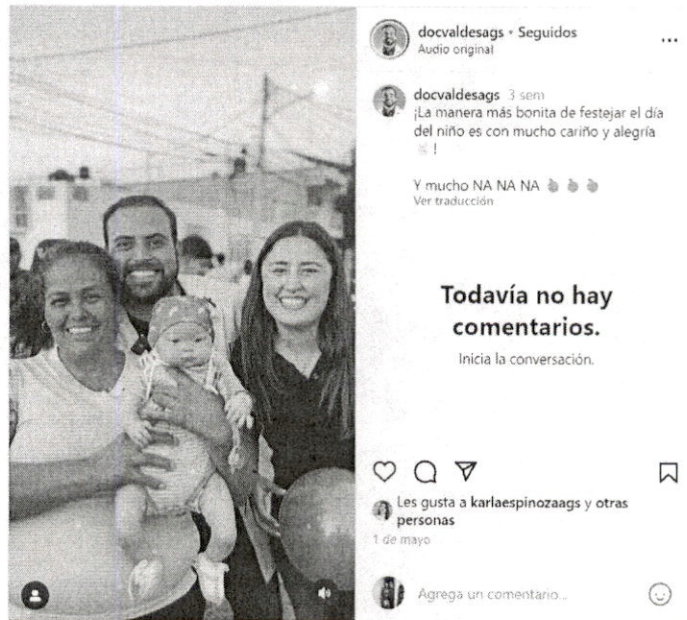 docvaldesags • Seguidos
Audio original
docvaldesags 3 sem
¡La manera más bonita de festejar el día
del niño es con mucho cariño y alegría
!
Y mucho NA NA NA
Ver traducción
Todavía no hay
comentarios.
Inicia la conversación.
Les gusta a karlaespinozaags y otras
personas
1 de mayo
Agrega un comentario...